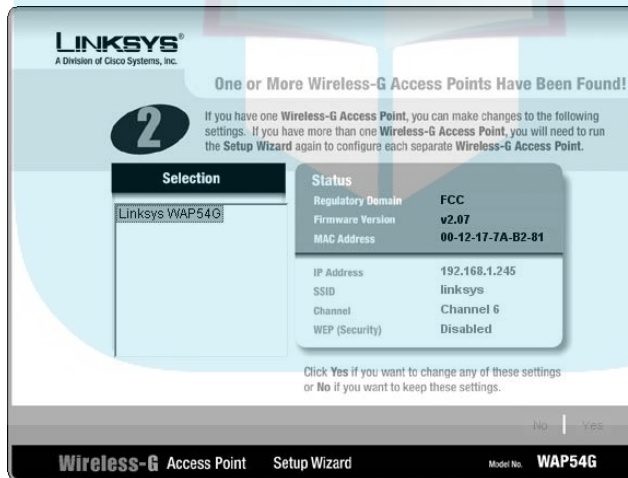 LINKSYS®
A Division of Cisco Systems, Inc.
One or More Wireless-G Access Points Have Been Found!
2
If you have one Wireless-G Access Point, you can make changes to the following
settings. If you have more than one Wireless-G Access Point, you will need to run
the Setup Wizard again to configure each separate Wireless-G Access Point.
Selection
Linksys WAP54G
Status
Regulatory Domain FCC
Firmware Version v2.07
MAC Address 00-12-17-7A-B2-81
IP Address 192.168.1.245
SSID linksys
Channel Channel 6
WEP (Security) Disabled
Click Yes if you want to change any of these settings
or No if you want to keep these settings.
No Yes
Wireless-G Access Point Setup Wizard Model No. WAP54G